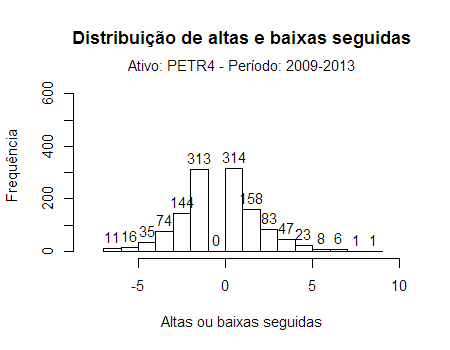 Distribuição de altas e baixas seguidas
Ativo: PETR4 - Período: 2009-2013
Frequência
600
400
200
0
11 16 35 74 144 313 0 314 158 83 47 23 8 6 1 1
-5 0 5 10
Altas ou baixas seguidas